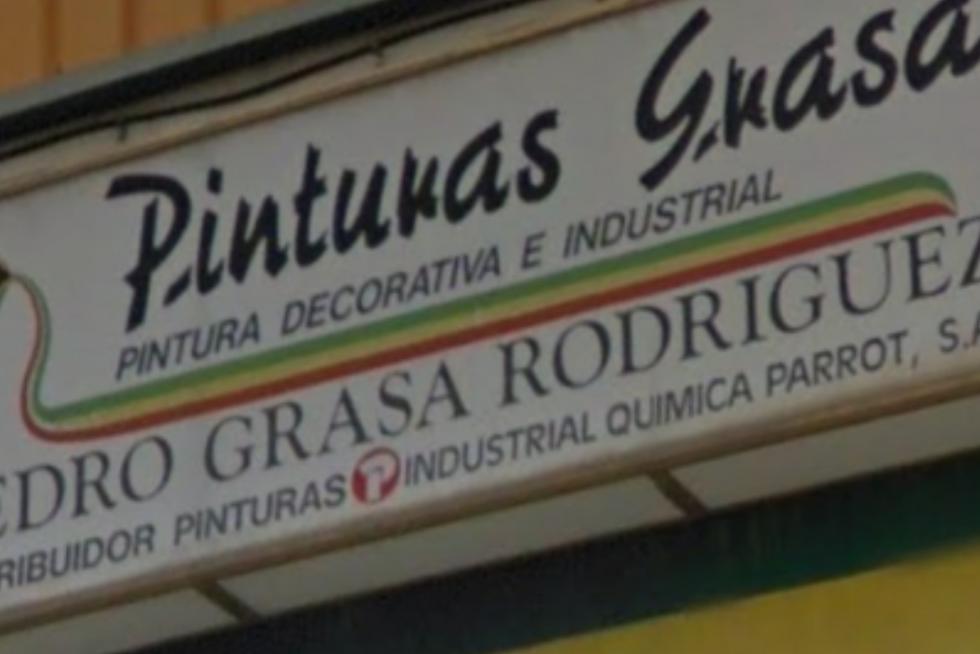 Pinturas Grasa
PINTURA DECORATIVA E INDUSTRIAL
EDRO GRASA RODRIGUEZ
RIBUIDOR PINTURAS INDUSTRIAL QUIMICA PARROT, S.A